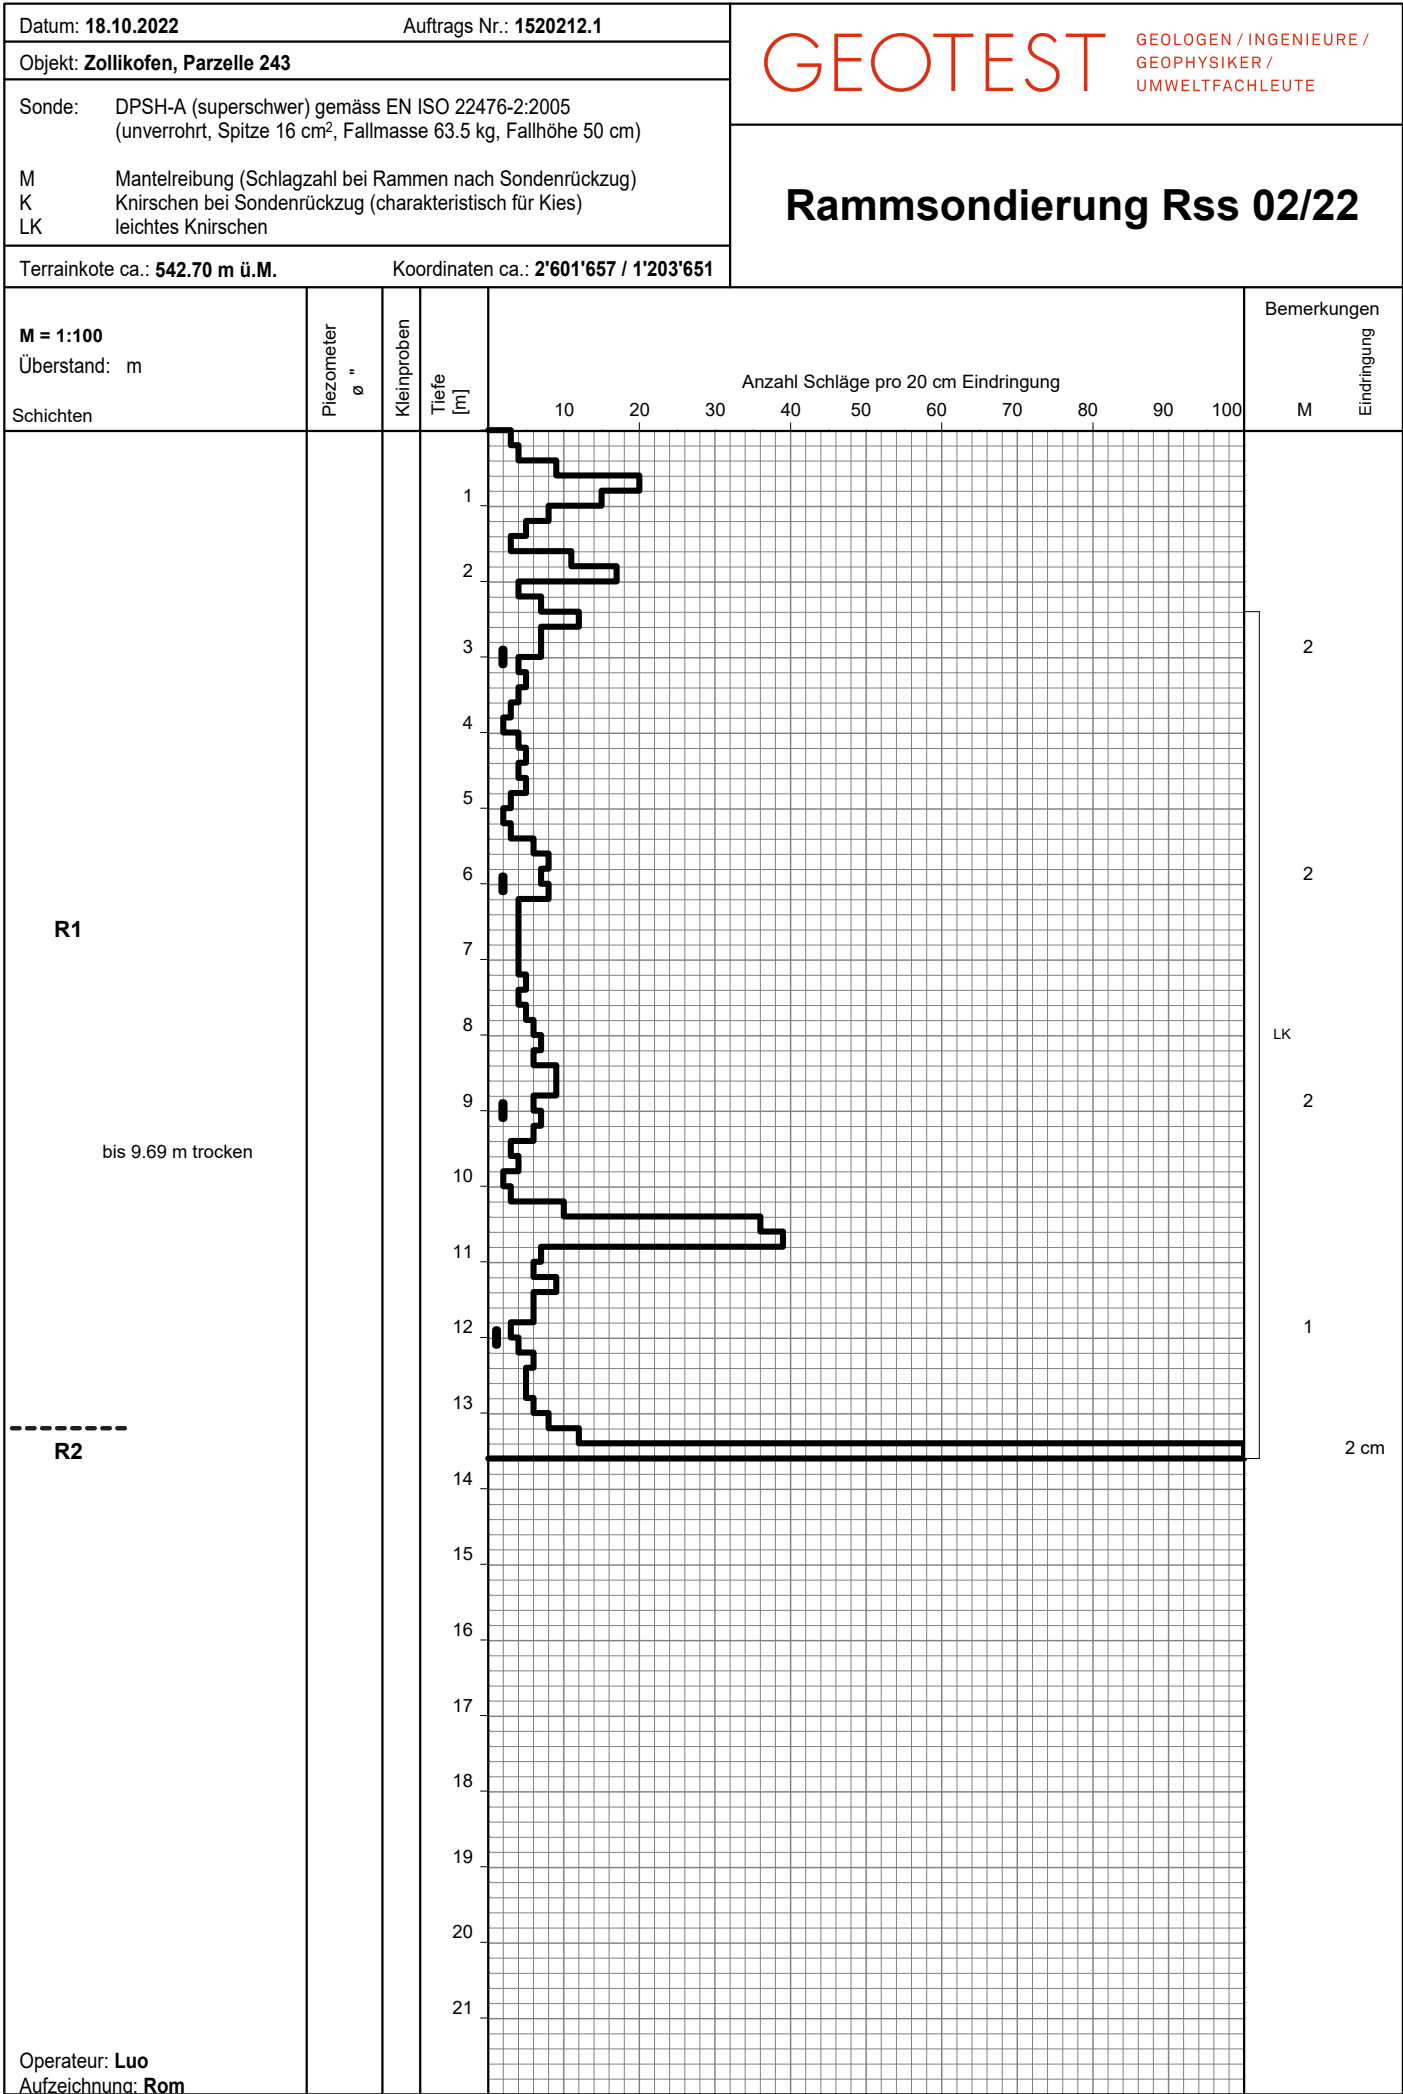 Datum: 18.10.2022 Auftrags Nr.: 1520212.1
Objekt: Zollikofen, Parzelle 243
Sonde: DPSH-A (superschwer) gemäss EN ISO 22476-2:2005
(unverrohrt, Spitze 16 cm², Fallmasse 63.5 kg, Fallhöhe 50 cm)
M Mantelreibung (Schlagzahl bei Rammen nach Sondenrückzug)
K Knirschen bei Sondenrückzug (charakteristisch für Kies)
LK leichtes Knirschen
Terrainkote ca.: 542.70 m ü.M. Koordinaten ca.: 2'601'657 / 1'203'651
GEOTEST
GEOLOGEN / INGENIEURE /
GEOPHYSIKER /
UMWELTFACHLEUTE
Rammsondierung Rss 02/22
M = 1:100
Überstand: m
Schichten
Piezometer
ø "
Kleinproben
Tiefe
[m]
Anzahl Schläge pro 20 cm Eindringung
10 20 30 40 50 60 70 80 90 100
Bemerkungen
M
Eindringung
1
2
3 2
4
5
6 2
R1
7
8 LK
9 2
bis 9.69 m trocken
10
11
12 1
13
R2 2 cm
14
15
16
17
18
19
20
21
Operateur: Luo
Aufzeichnung: Rom